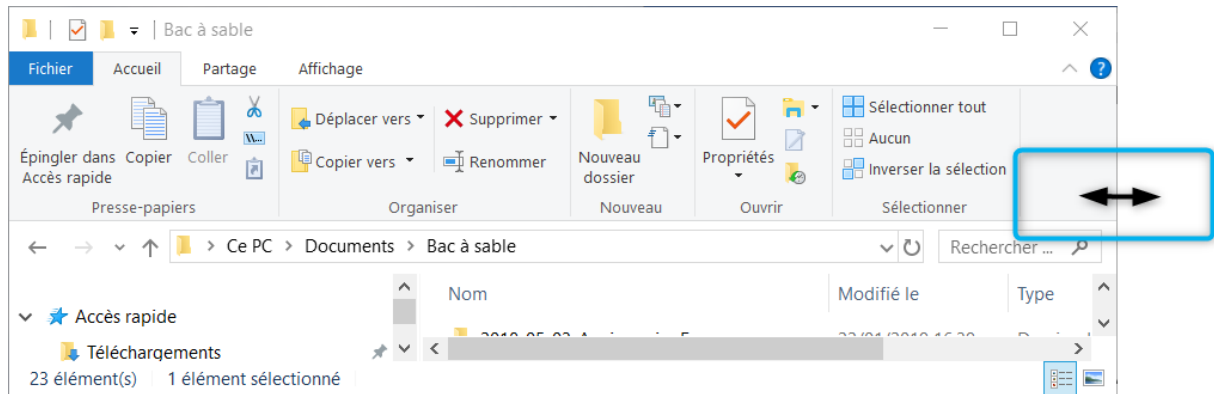 Bac à sable
Fichier Accueil Partage Affichage
Sélectionner tout
Déplacer vers Supprimer
Aucun
Épingler dans Copier Coller Copier vers Renommer Nouveau Propriétés Inverser la sélection
Accès rapide dossier
Presse-papiers Organiser Nouveau Ouvrir Sélectionner
Ce PC > Documents > Bac à sable Rechercher ...
Nom Modifié le Type
Accès rapide
Téléchargements
23 élément(s) 1 élément sélectionné